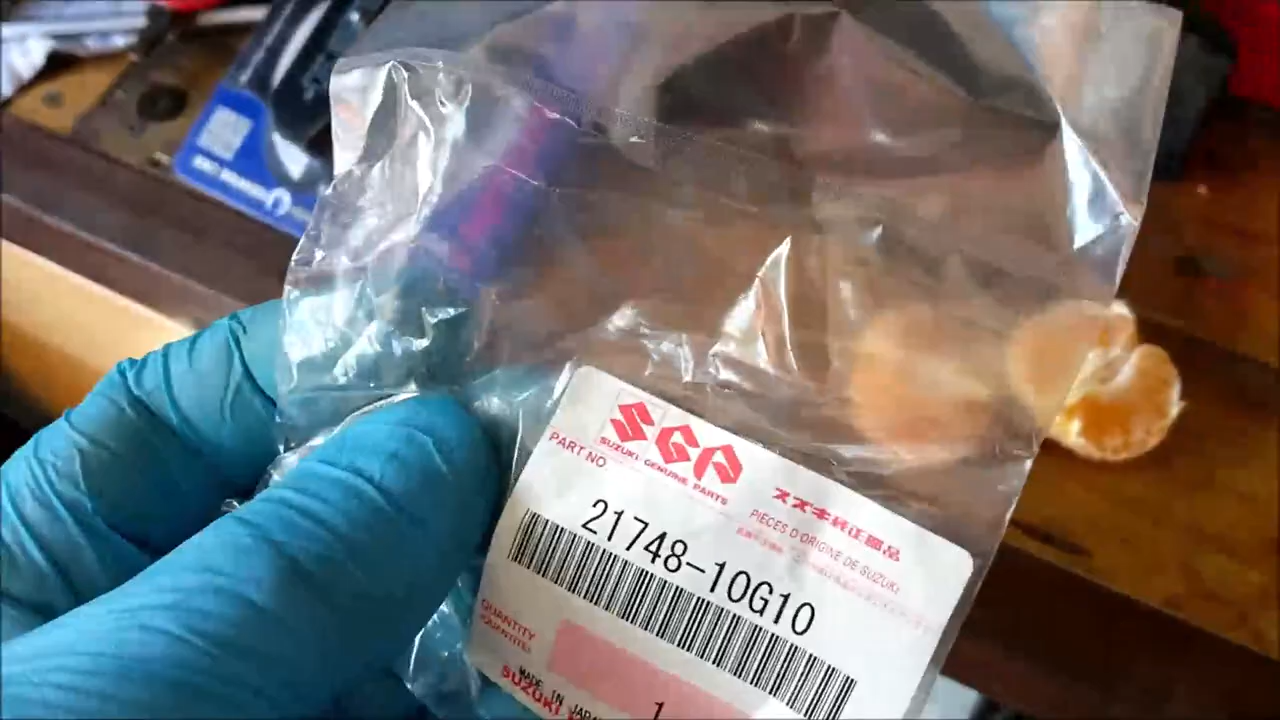 SGP
SUZUKI GENUINE PARTS
スズキ純正部品
PART NO
PIECES D'ORIGINE DE SUZUKI
21748-10G10
QUANTITY
(QUANTITE)
1
MADE IN JAPAN
SUZUKI